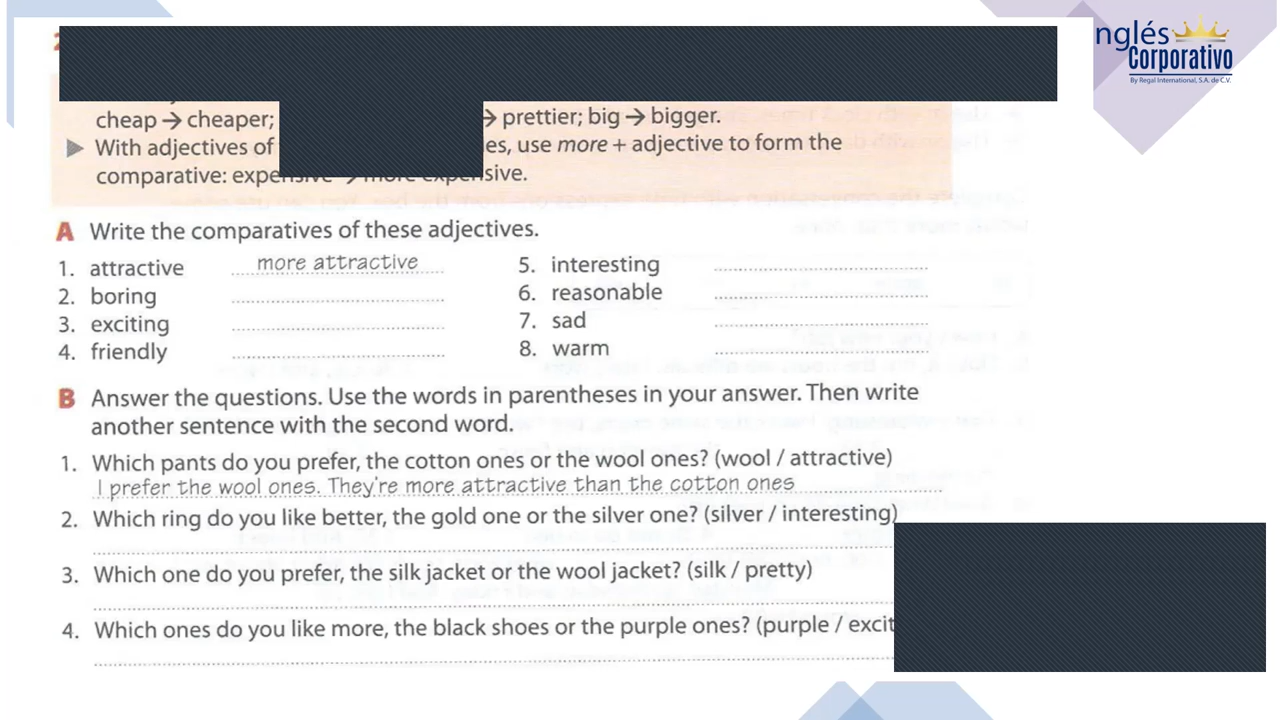 nglés
Corporativo
By Regal International, S.A. de C.V.
cheap → cheaper; → prettier; big → bigger.
▶ With adjectives of es, use more + adjective to form the
comparative: expensive → more expensive.
A Write the comparatives of these adjectives.
1. attractive more attractive
2. boring
3. exciting
4. friendly
5. interesting
6. reasonable
7. sad
8. warm
B Answer the questions. Use the words in parentheses in your answer. Then write
another sentence with the second word.
1. Which pants do you prefer, the cotton ones or the wool ones? (wool / attractive)
I prefer the wool ones. They're more attractive than the cotton ones
2. Which ring do you like better, the gold one or the silver one? (silver / interesting)
3. Which one do you prefer, the silk jacket or the wool jacket? (silk / pretty)
4. Which ones do you like more, the black shoes or the purple ones? (purple / excit